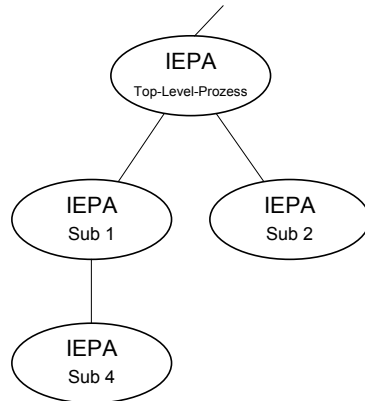 IEPA
Top-Level-Prozess
IEPA
Sub 1
IEPA
Sub 2
IEPA
Sub 4